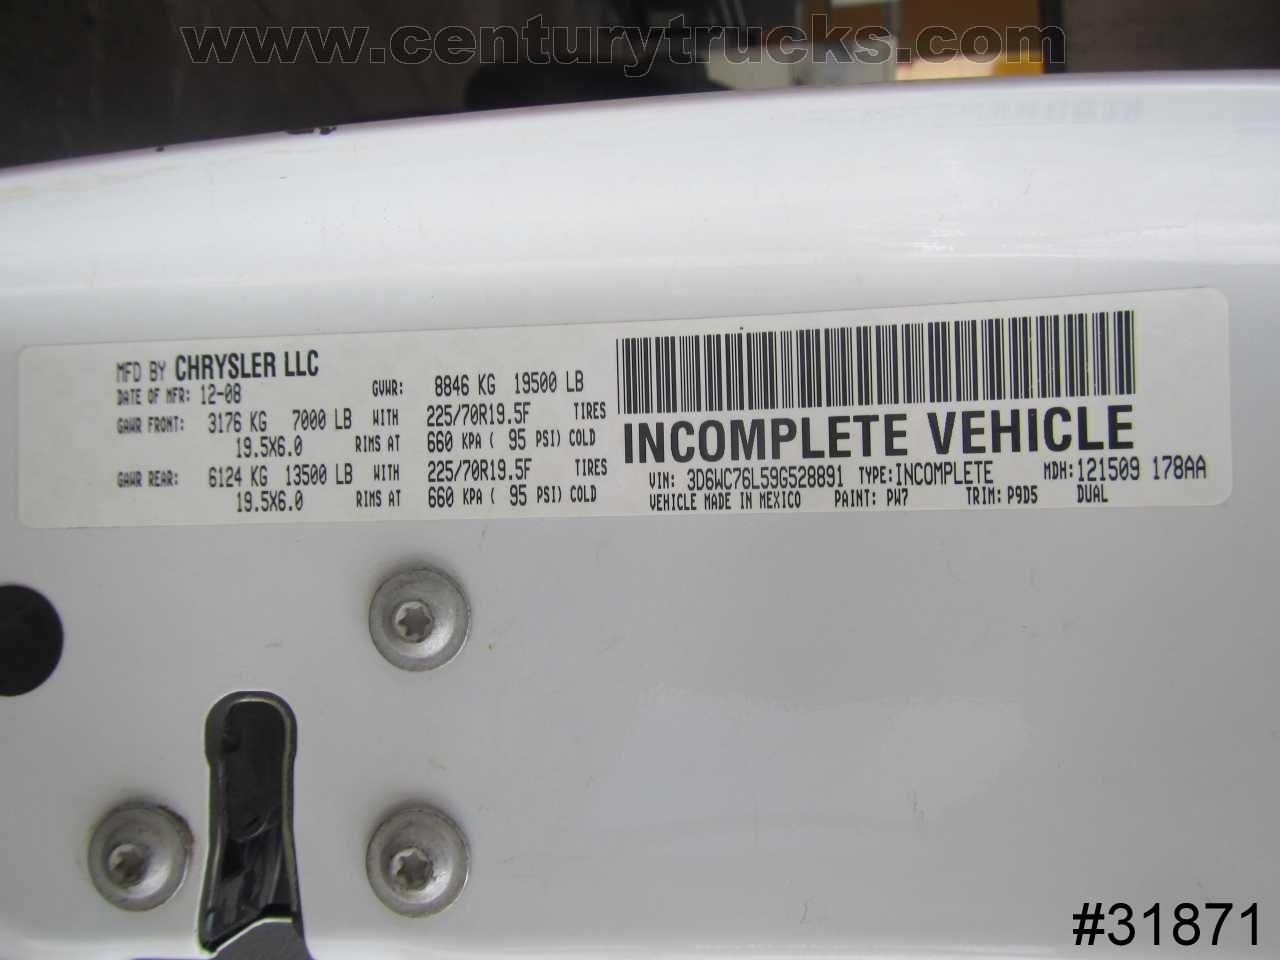 www.centurytrucks.com
MFD BY CHRYSLER LLC
DATE OF MFR: 12-08 GVWR: 8846 KG 19500 LB
GAWR FRONT: 3176 KG 7000 LB WITH 225/70R19.5F TIRES
19.5X6.0 RIMS AT 660 KPA ( 95 PSI) COLD
GAWR REAR: 6124 KG 13500 LB WITH 225/70R19.5F TIRES
19.5X6.0 RIMS AT 660 KPA ( 95 PSI) COLD
INCOMPLETE VEHICLE
VIN: 3D6WC76L59G528891 TYPE: INCOMPLETE MDH: 121509 178AA
VEHICLE MADE IN MEXICO PAINT: PW7 TRIM: P9D5 DUAL
#31871